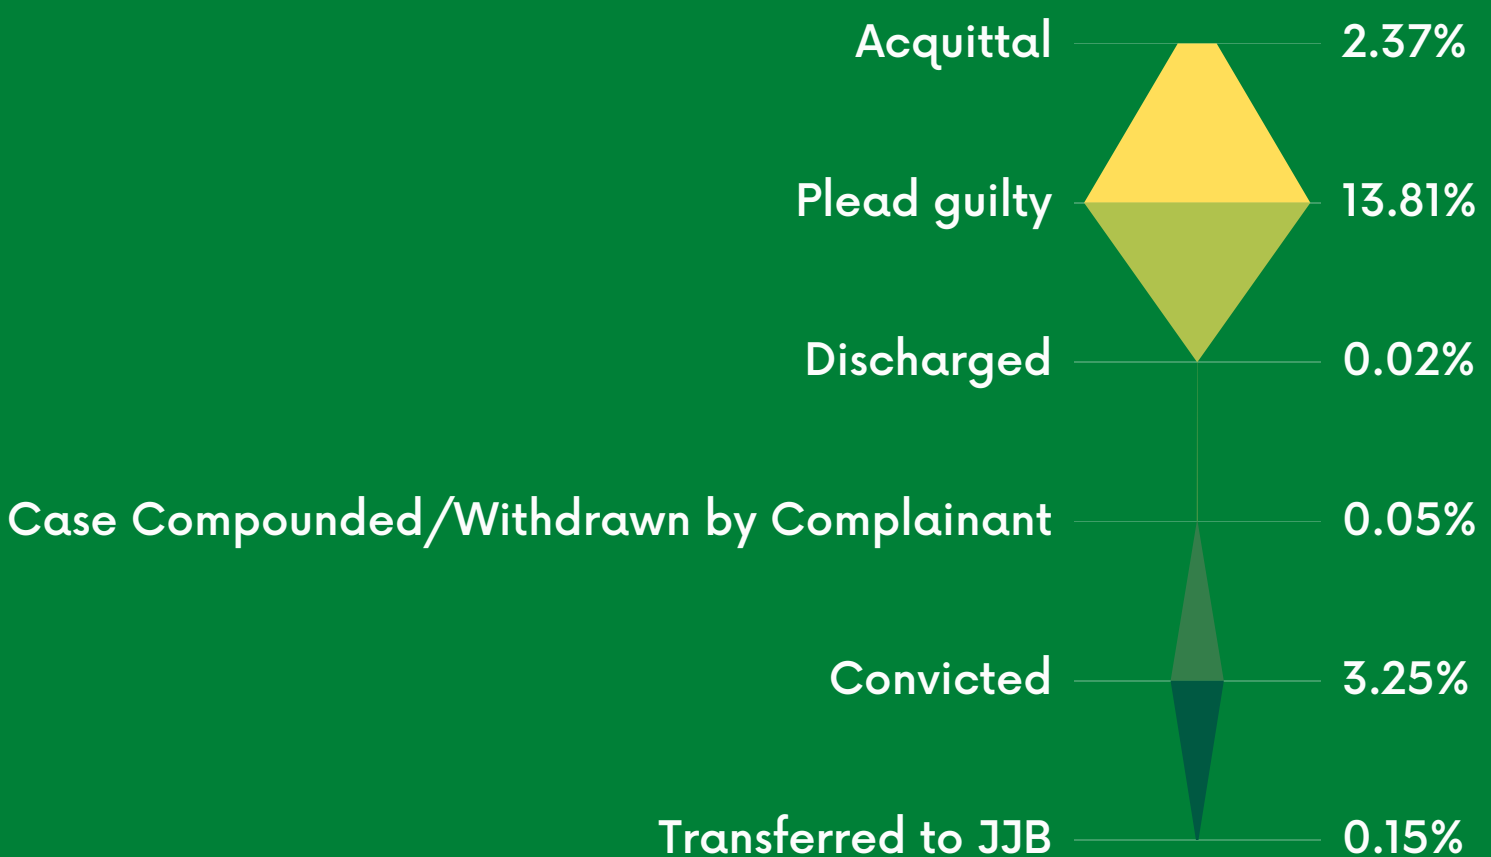 Acquittal 2.37%
Plead guilty 13.81%
Discharged 0.02%
Case Compounded/Withdrawn by Complainant 0.05%
Convicted 3.25%
Transferred to JJB 0.15%